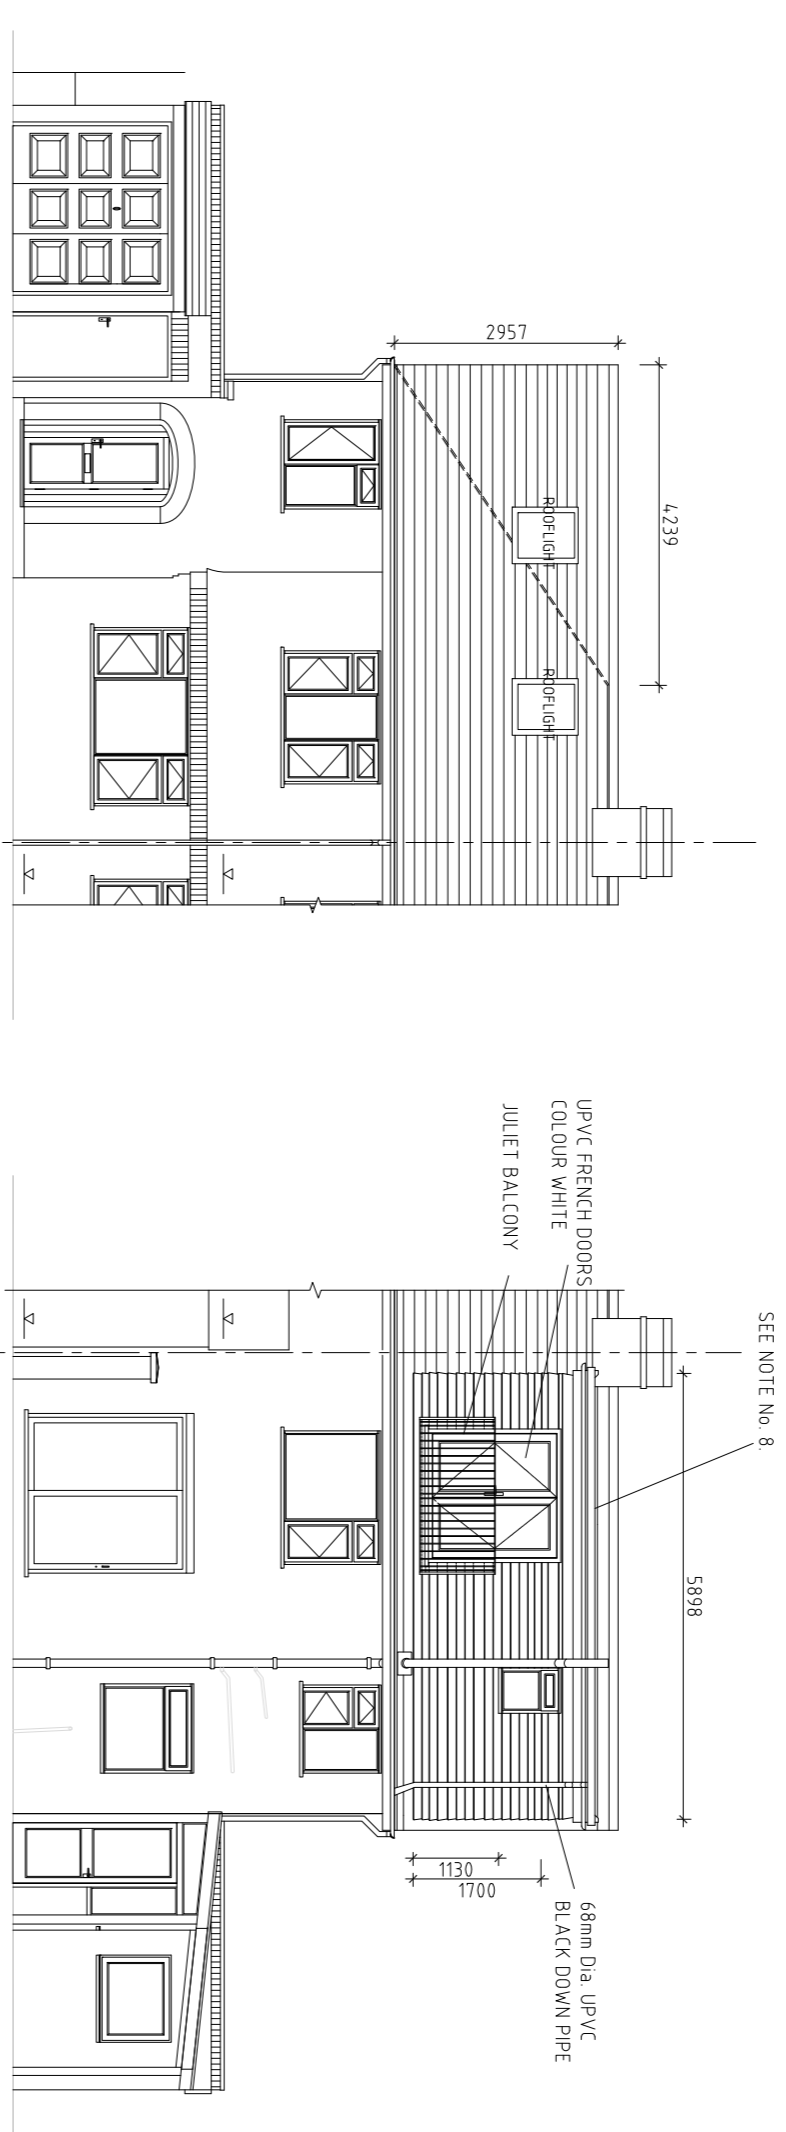 2957
4239
ROOFLIGHT
ROOFLIGHT
UPVC FRENCH DOORS
COLOUR WHITE
JULIET BALCONY
SEE NOTE No. 8.
5898
1130
1700
68mm Dia. UPVC
BLACK DOWN PIPE